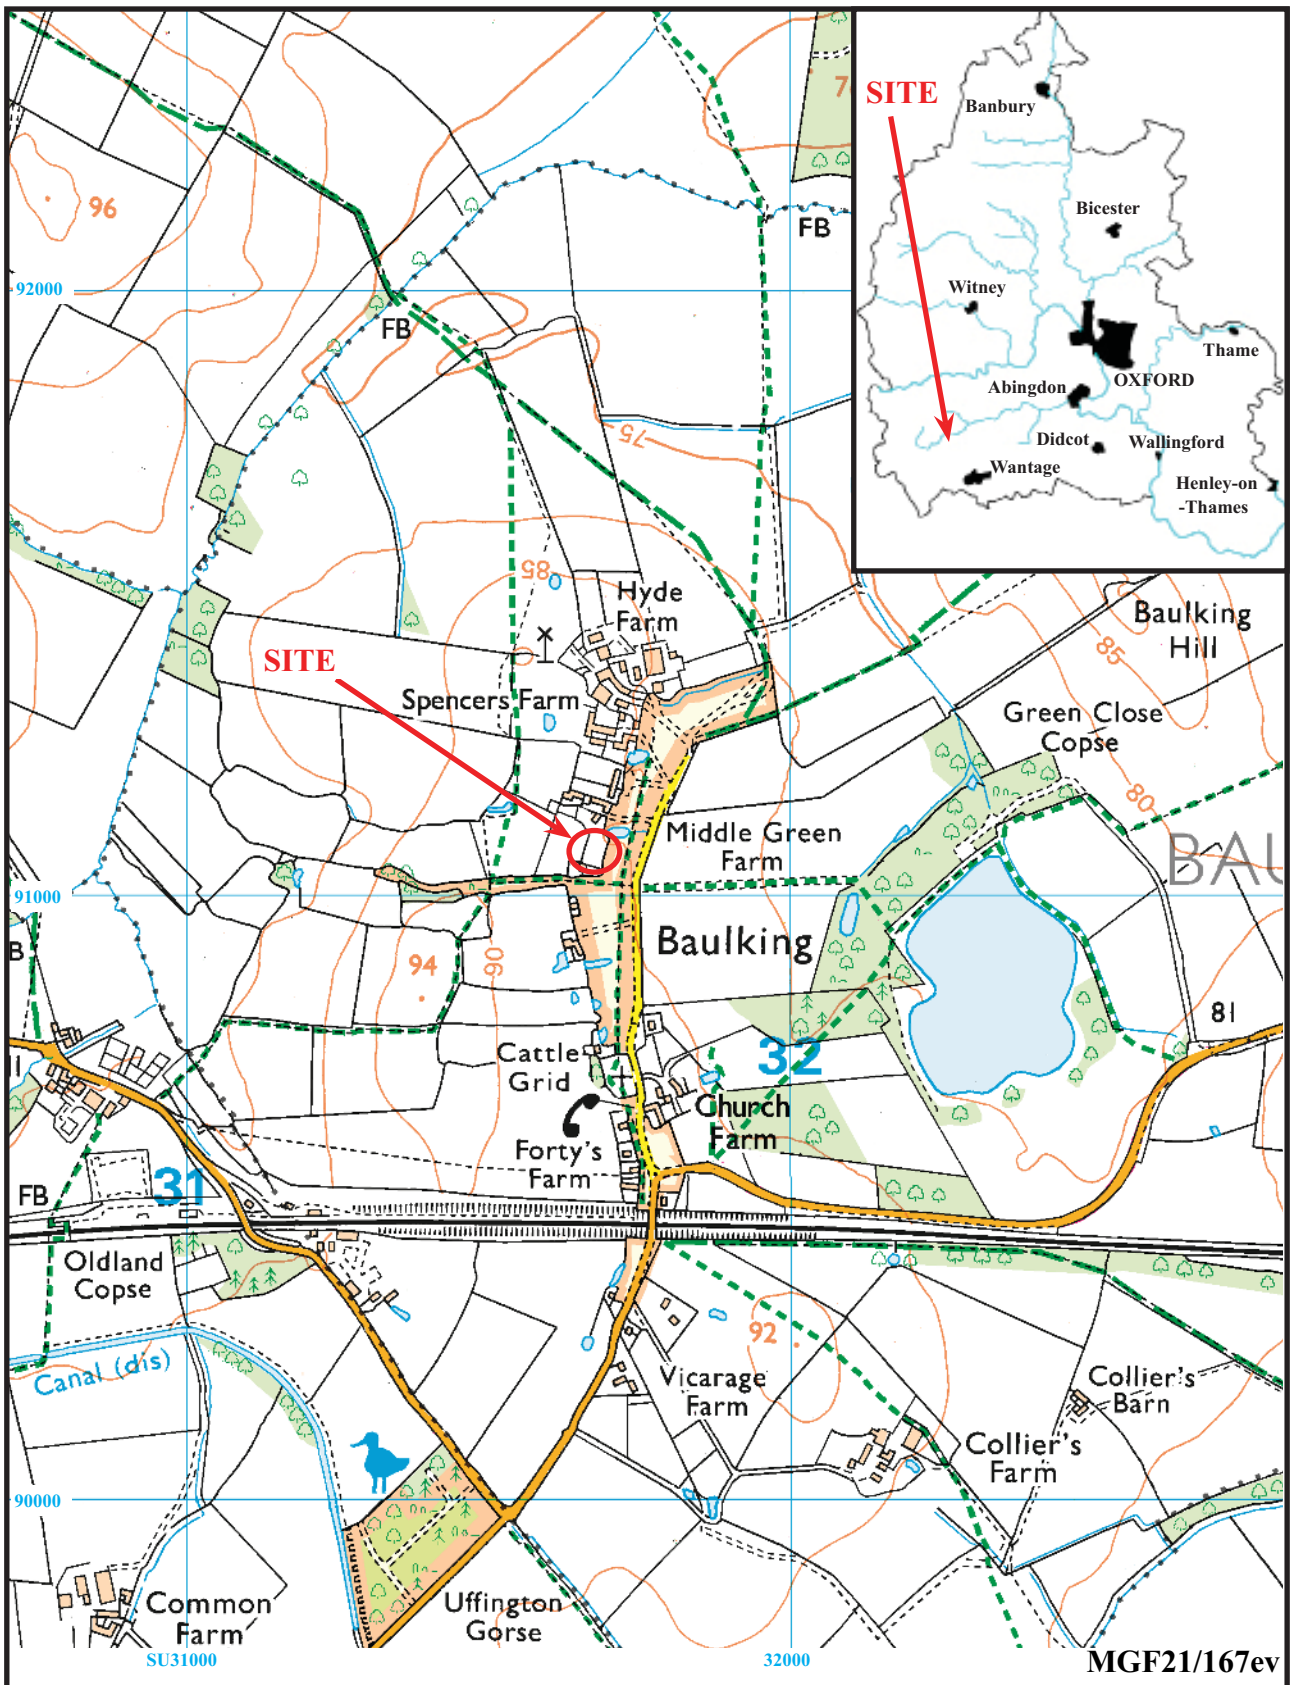 SITE
Banbury
Bicester
Witney
Thame
OXFORD
Abingdon
Didcot
Wallingford
Wantage
Henley-on
-Thames
96
FB
92000
FB
75
85
Hyde
Farm
Baulking
Hill
85
SITE
Spencers Farm
Green Close
Copse
80
Middle Green
Farm
BAU
91000
Baulking
B
94
90
81
Cattle
Grid
32
Church
Farm
Forty's
Farm
31
FB
Oldland
Copse
Canal (dis)
92
Vicarage
Farm
Collier's
Barn
Collier's
Farm
90000
Common
Farm
Uffington
Gorse
SU31000
32000
MGF21/167ev